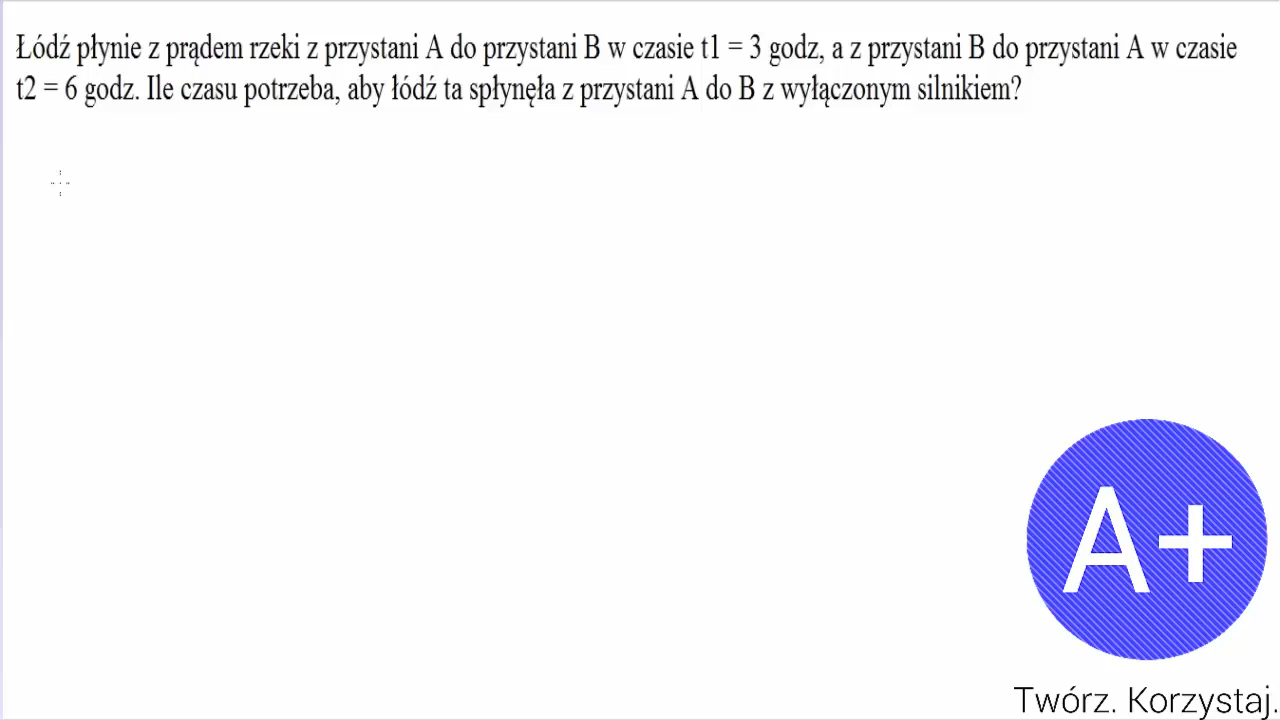 Łódź płynie z prądem rzeki z przystani A do przystani B w czasie t1 = 3 godz, a z przystani B do przystani A w czasie
t2 = 6 godz. Ile czasu potrzeba, aby łódź ta spłynęła z przystani A do B z wyłączonym silnikiem?
A+
Twórz. Korzystaj.